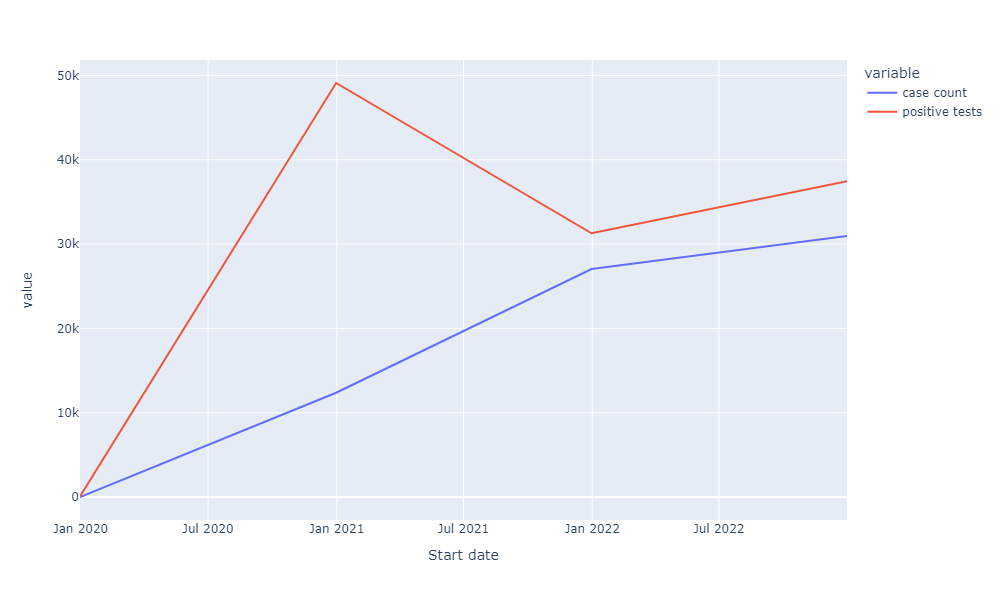 variable
case count
positive tests
50k
40k
30k
20k
10k
0
value
Jan 2020
Jul 2020
Jan 2021
Jul 2021
Jan 2022
Jul 2022
Start date